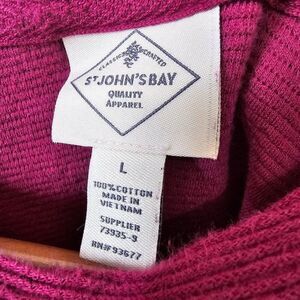 CLASSIC CRAFTED
ST JOHN'S BAY
QUALITY
APPAREL
L
100% COTTON
MADE IN
VIETNAM
SUPPLIER
73935-9
RN# 93677